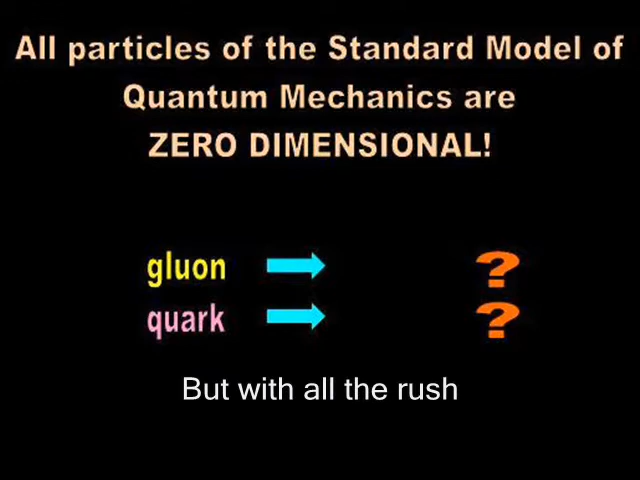 All particles of the Standard Model of
Quantum Mechanics are
ZERO DIMENSIONAL!
gluon ?
quark ?
But with all the rush